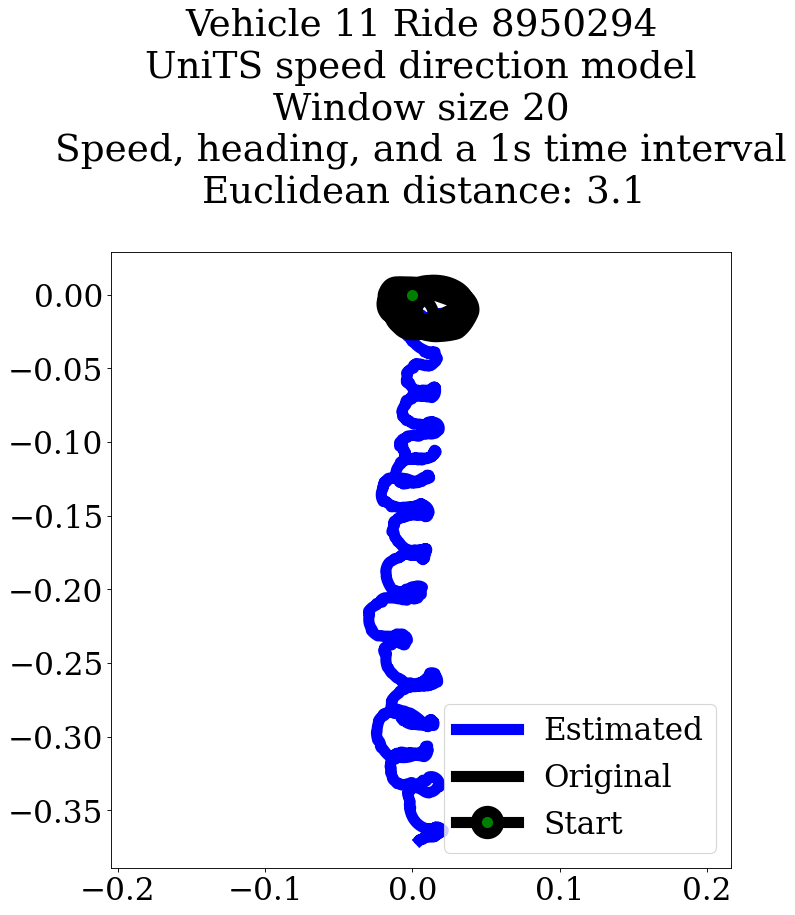 Vehicle 11 Ride 8950294
UniTS speed direction model
Window size 20
Speed, heading, and a 1s time interval
Euclidean distance: 3.1
0.00
−0.05
−0.10
−0.15
−0.20
−0.25
−0.30
−0.35
Estimated
Original
Start
−0.2 −0.1 0.0 0.1 0.2